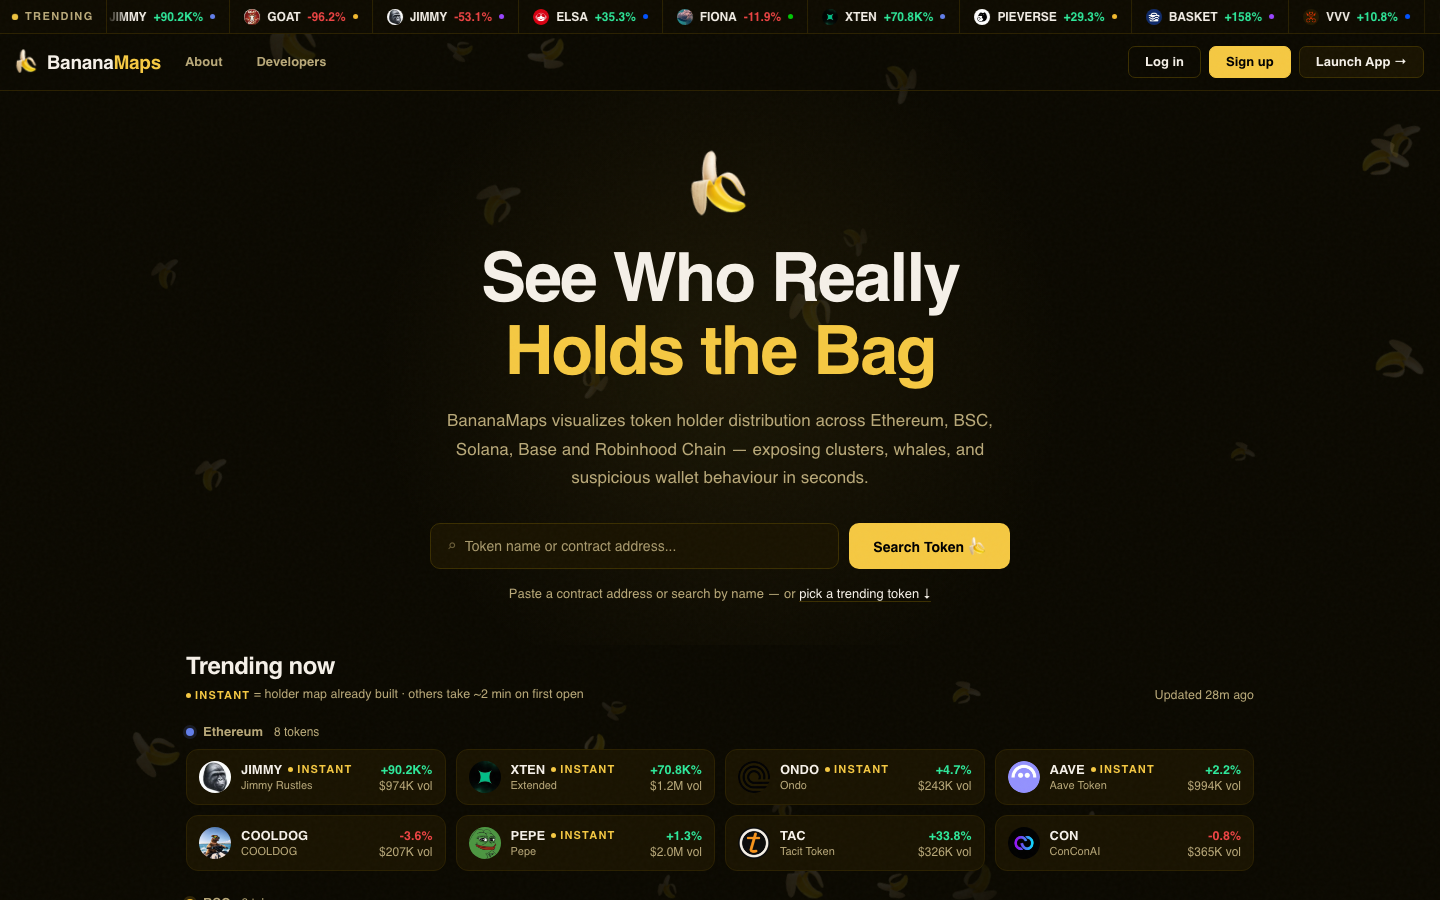 TRENDING
JIMMY +90.2K%
GOAT -96.2%
JIMMY -53.1%
ELSA +35.3%
FIONA -11.9%
XTEN +70.8K%
PIEVERSE +29.3%
BASKET +158%
VVV +10.8%
BananaMaps
About
Developers
Log in
Sign up
Launch App →
See Who Really
Holds the Bag
BananaMaps visualizes token holder distribution across Ethereum, BSC,
Solana, Base and Robinhood Chain — exposing clusters, whales, and
suspicious wallet behaviour in seconds.
Token name or contract address...
Search Token
Paste a contract address or search by name — or pick a trending token ↓
Trending now
INSTANT = holder map already built · others take ~2 min on first open
Updated 28m ago
Ethereum 8 tokens
JIMMY INSTANT +90.2K%
Jimmy Rustles $974K vol
XTEN INSTANT +70.8K%
Extended $1.2M vol
ONDO INSTANT +4.7%
Ondo $243K vol
AAVE INSTANT +2.2%
Aave Token $994K vol
COOLDOG -3.6%
COOLDOG $207K vol
PEPE INSTANT +1.3%
Pepe $2.0M vol
TAC +33.8%
Tacit Token $326K vol
CON -0.8%
ConConAI $365K vol